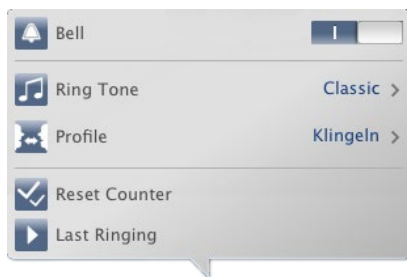 Bell
Ring Tone Classic
Profile Klingeln
Reset Counter
Last Ringing